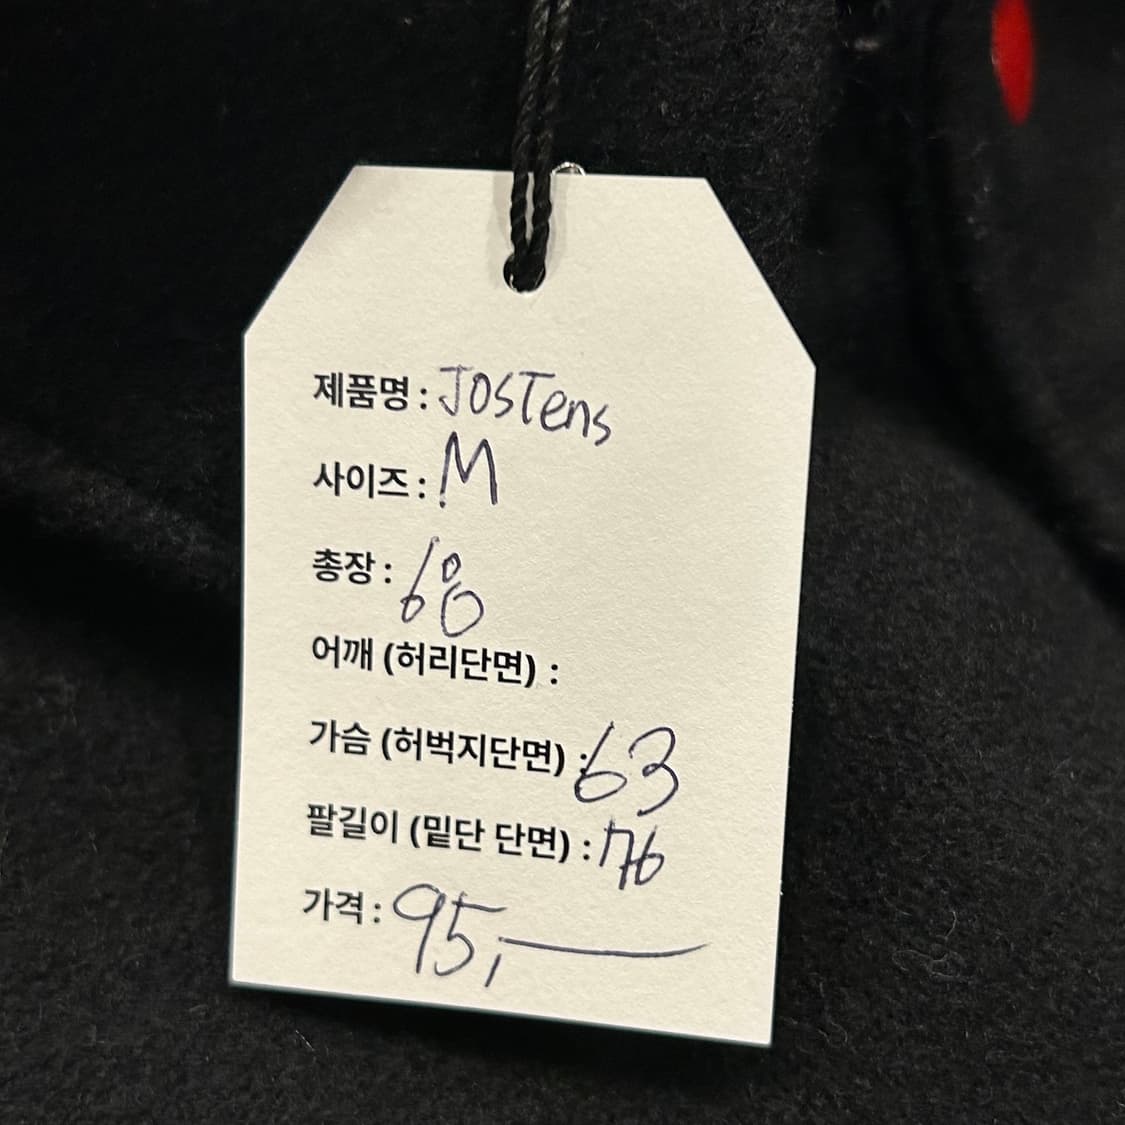 제품명 : JOSTens
사이즈 : M
총장 : 68
어깨 (허리단면) :
가슴 (허벅지단면) : 63
팔길이 (밑단 단면) : 76
가격 : 95,—